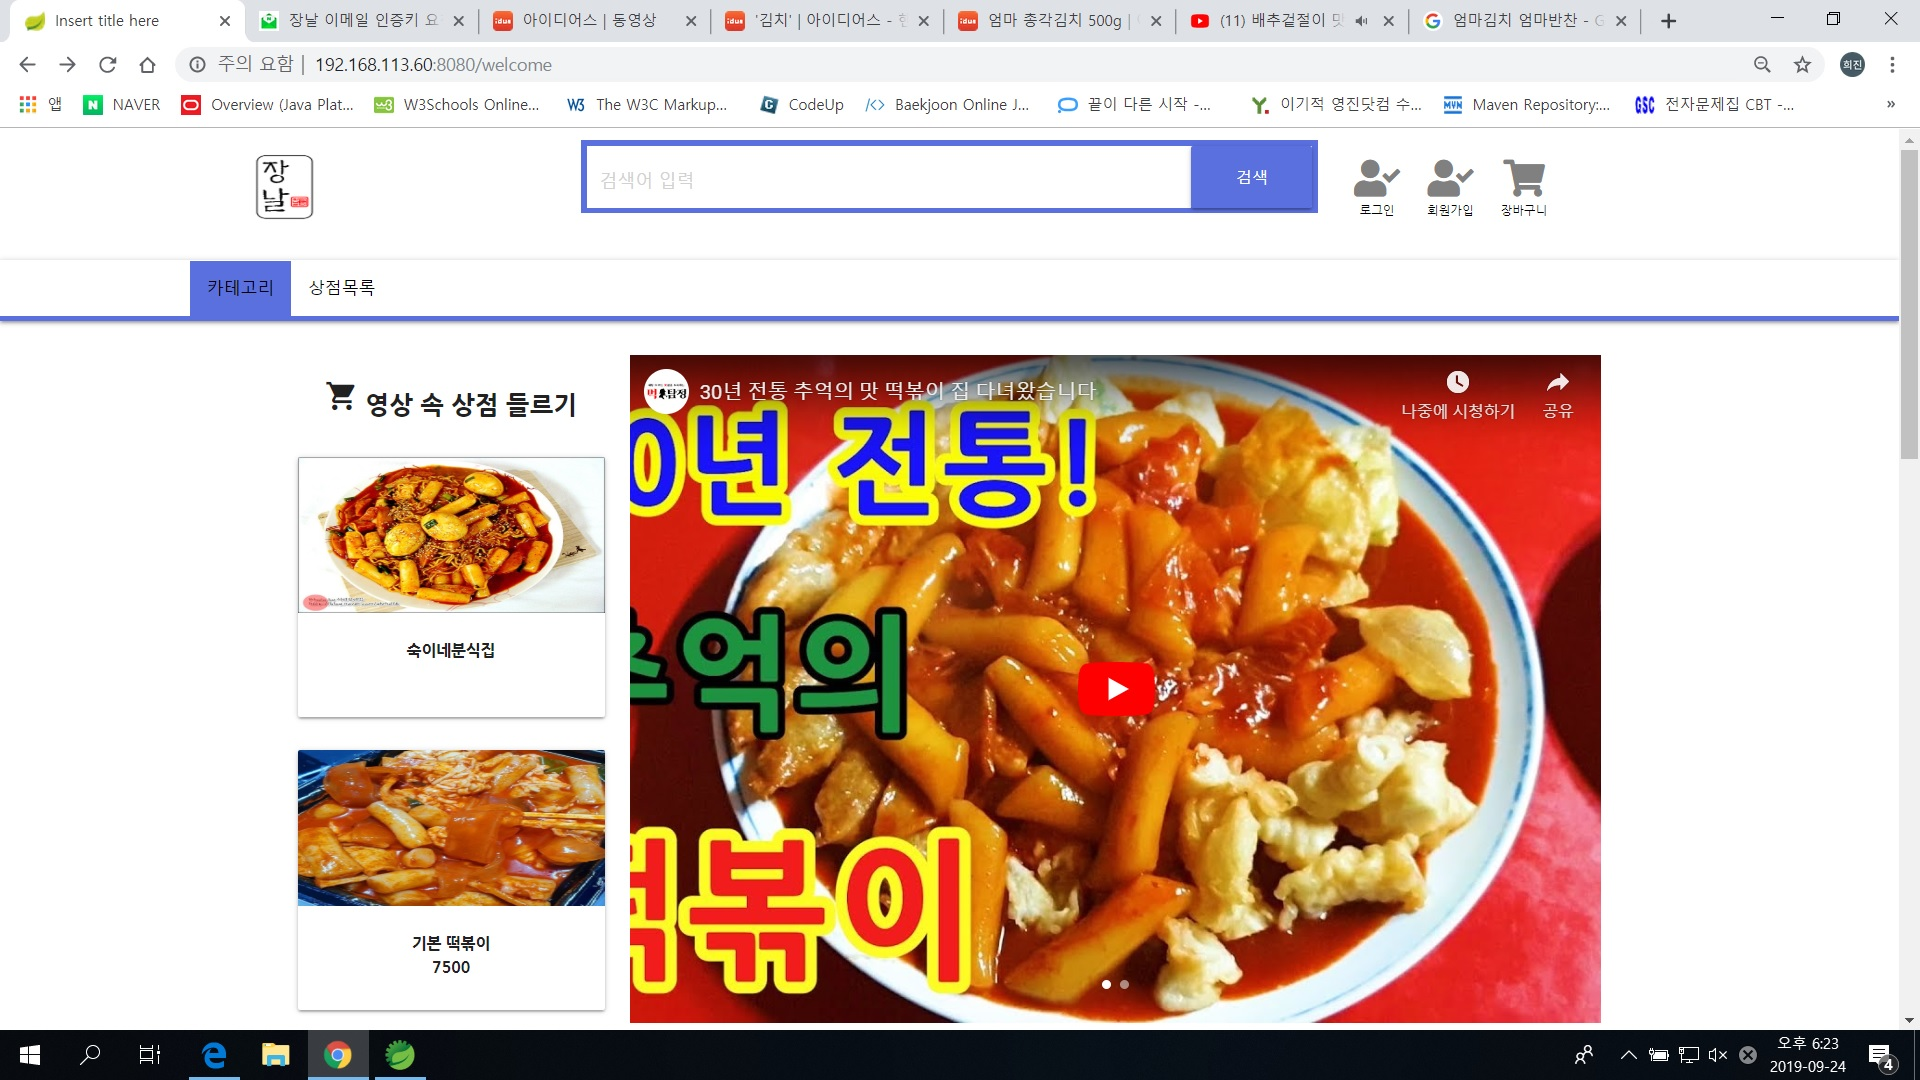 Insert title here
장날 이메일 인증키 요
아이디어스 | 동영상
'김치' | 아이디어스 - 한
엄마 총각김치 500g |
(11) 배추겉절이 맛
엄마김치 엄마반찬 - G
주의 요함 | 192.168.113.60:8080/welcome
희진
앱
NAVER
Overview (Java Plat...
W3Schools Online...
The W3C Markup...
CodeUp
Baekjoon Online J...
끝이 다른 시작 -...
이기적 영진닷컴 수...
Maven Repository:...
전자문제집 CBT -...
장날
검색어 입력
검색
로그인
회원가입
장바구니
카테고리
상점목록
영상 속 상점 들르기
숙이네분식집
기본 떡볶이
7500
30년 전통 추억의 맛 떡볶이 집 다녀왔습니다
나중에 시청하기
공유
0년 전통!
추억의
떡볶이
오후 6:23
2019-09-24
4